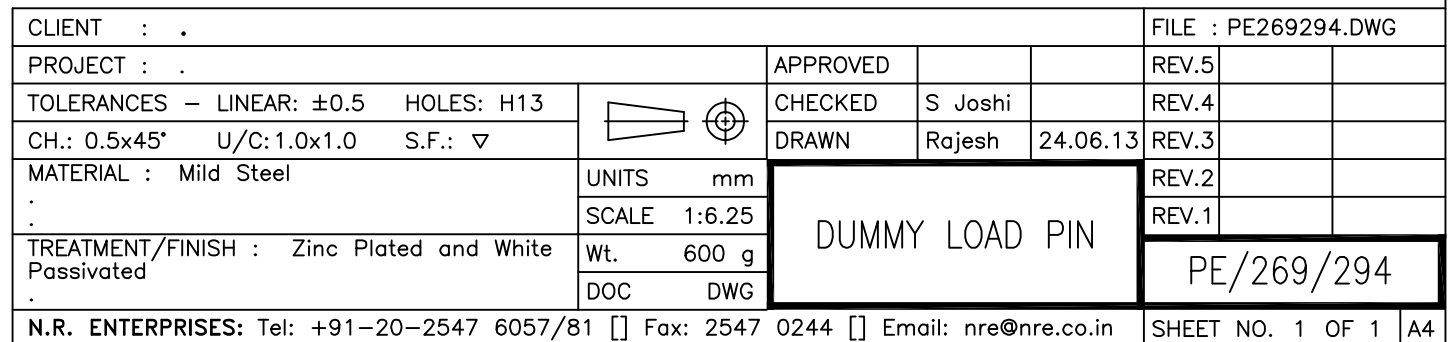 CLIENT : . FILE : PE269294.DWG
PROJECT : . APPROVED REV.5
TOLERANCES – LINEAR: ±0.5 HOLES: H13 CHECKED S Joshi REV.4
CH.: 0.5x45° U/C:1.0x1.0 S.F.: ▽ DRAWN Rajesh 24.06.13 REV.3
MATERIAL : Mild Steel
.
.
UNITS mm
SCALE 1:6.25
TREATMENT/FINISH : Zinc Plated and White
Passivated
.
Wt. 600 g
DOC DWG
DUMMY LOAD PIN
REV.2
REV.1
PE/269/294
N.R. ENTERPRISES: Tel: +91–20–2547 6057/81 [] Fax: 2547 0244 [] Email: nre@nre.co.in SHEET NO. 1 OF 1 A4